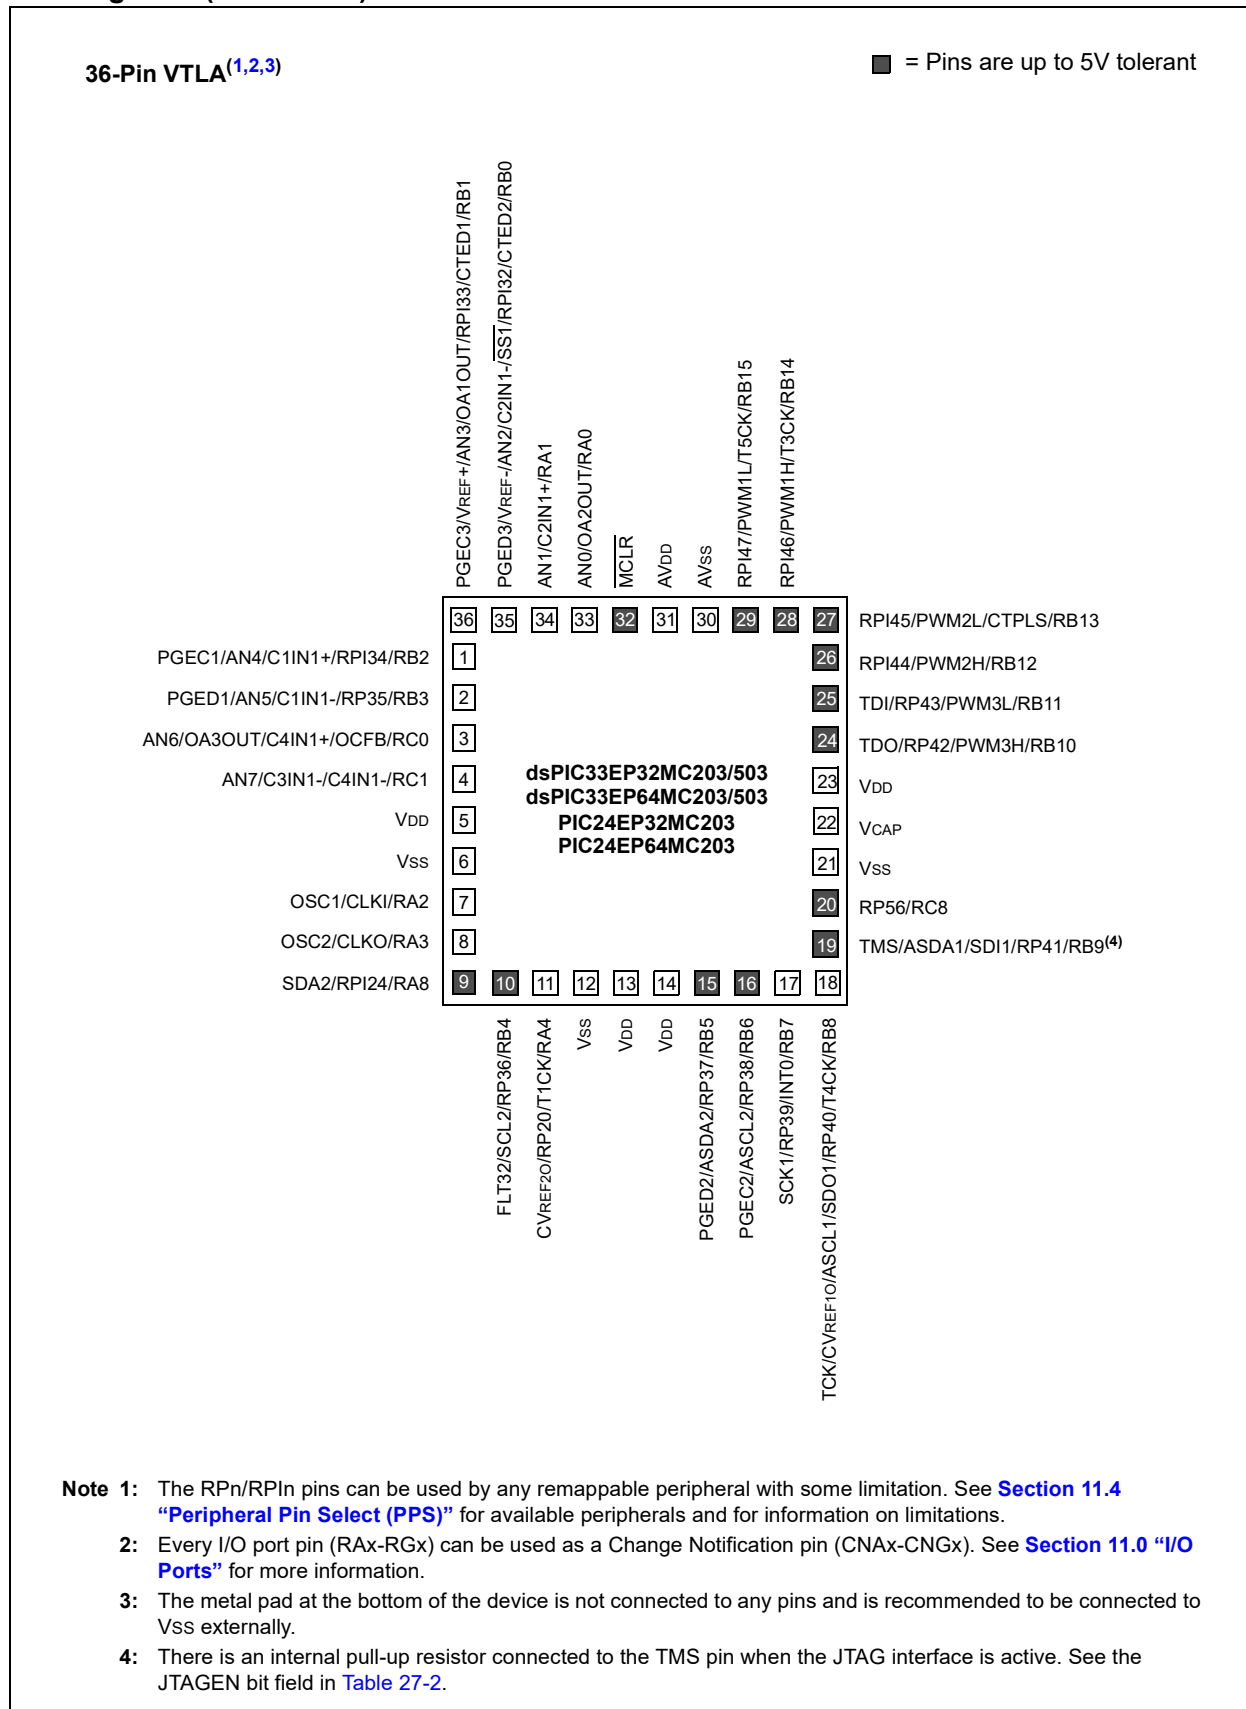 36-Pin VTLA(1,2,3)
= Pins are up to 5V tolerant
PGEC3/VREF+/AN3/OA1OUT/RPI33/CTED1/RB1
PGED3/VREF-/AN2/C2IN1-/SS1/RPI32/CTED2/RB0
AN1/C2IN1+/RA1
AN0/OA2OUT/RA0
MCLR
AVDD
AVSS
RPI47/PWM1L/T5CK/RB15
RPI46/PWM1H/T3CK/RB14
36 35 34 33 32 31 30 29 28 27 RPI45/PWM2L/CTPLS/RB13
PGEC1/AN4/C1IN1+/RPI34/RB2 1
26 RPI44/PWM2H/RB12
PGED1/AN5/C1IN1-/RP35/RB3 2
25 TDI/RP43/PWM3L/RB11
AN6/OA3OUT/C4IN1+/OCFB/RC0 3
24 TDO/RP42/PWM3H/RB10
AN7/C3IN1-/C4IN1-/RC1 4
23 VDD
VDD 5
22 VCAP
VSS 6
21 VSS
OSC1/CLKI/RA2 7
20 RP56/RC8
OSC2/CLKO/RA3 8
19 TMS/ASDA1/SDI1/RP41/RB9(4)
dsPIC33EP32MC203/503
dsPIC33EP64MC203/503
PIC24EP32MC203
PIC24EP64MC203
SDA2/RPI24/RA8 9 10 11 12 13 14 15 16 17 18
FLT32/SCL2/RP36/RB4
CVREF2O/RP20/T1CK/RA4
VSS
VDD
VDD
PGED2/ASDA2/RP37/RB5
PGEC2/ASCL2/RP38/RB6
SCK1/RP39/INT0/RB7
TCK/CVREF1O/ASCL1/SDO1/RP40/T4CK/RB8
Note 1: The RPn/RPIn pins can be used by any remappable peripheral with some limitation. See Section 11.4
“Peripheral Pin Select (PPS)” for available peripherals and for information on limitations.
2: Every I/O port pin (RAx-RGx) can be used as a Change Notification pin (CNAx-CNGx). See Section 11.0 “I/O
Ports” for more information.
3: The metal pad at the bottom of the device is not connected to any pins and is recommended to be connected to
VSS externally.
4: There is an internal pull-up resistor connected to the TMS pin when the JTAG interface is active. See the
JTAGEN bit field in Table 27-2.